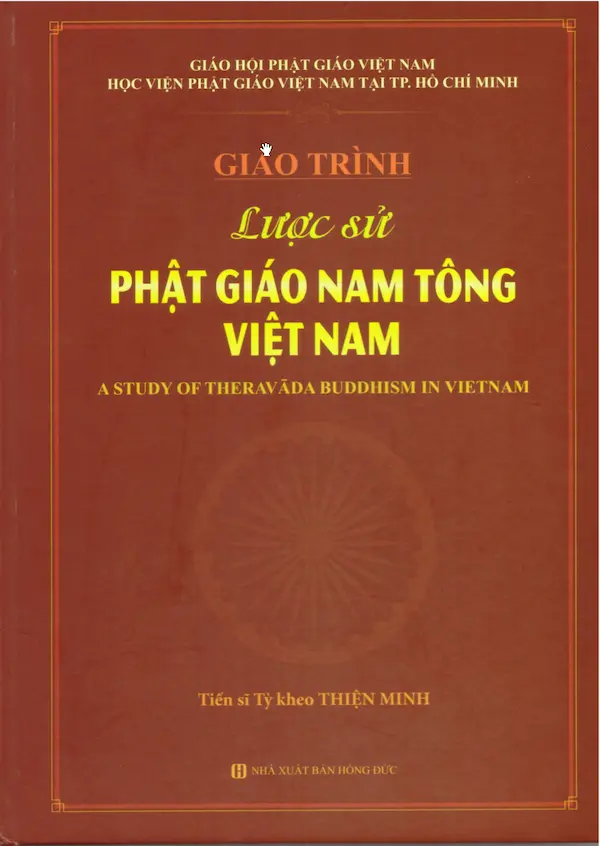 GIÁO HỘI PHẬT GIÁO VIỆT NAM
HỌC VIỆN PHẬT GIÁO VIỆT NAM TẠI TP. HỒ CHÍ MINH
GIÁO TRÌNH
Lược sử
PHẬT GIÁO NAM TÔNG
VIỆT NAM
A STUDY OF THERAVĀDA BUDDHISM IN VIETNAM
Tiến sĩ Tỳ kheo THIỆN MINH
NHÀ XUẤT BẢN HỒNG ĐỨC